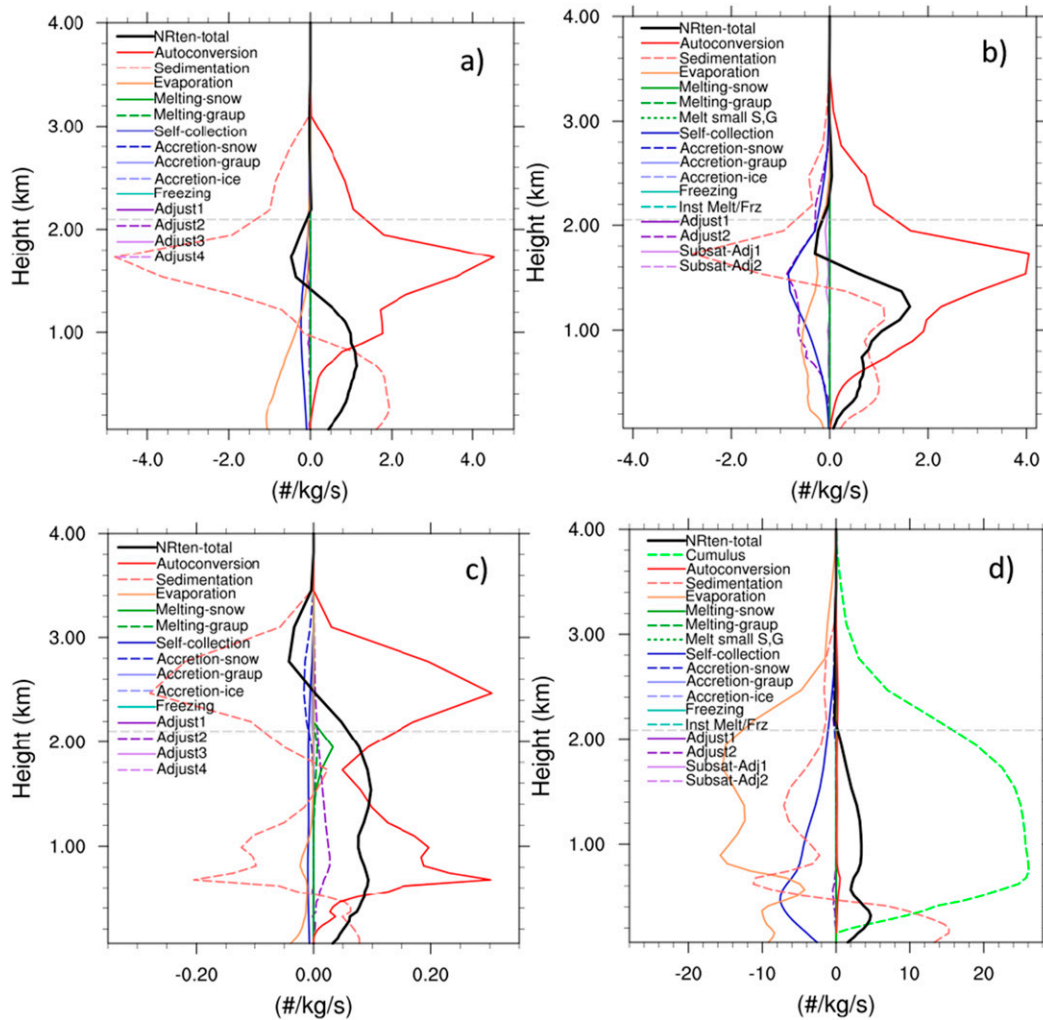 4.00
NRten-total
Autoconversion
Sedimentation
Evaporation
Melting-snow
Melting-graup
Self-collection
Accretion-snow
Accretion-graup
Accretion-ice
Freezing
Adjust1
Adjust2
Adjust3
Adjust4
a)
3.00
2.00
1.00
Height (km)
-4.0
-2.0
0.0
2.0
4.0
(#/kg/s)
4.00
NRten-total
Autoconversion
Sedimentation
Evaporation
Melting-snow
Melting-graup
Melt small S,G
Self-collection
Accretion-snow
Accretion-graup
Accretion-ice
Freezing
Inst Melt/Frz
Adjust1
Adjust2
Subsat-Adj1
Subsat-Adj2
b)
3.00
2.00
1.00
Height (km)
-4.0
-2.0
0.0
2.0
4.0
(#/kg/s)
4.00
NRten-total
Autoconversion
Sedimentation
Evaporation
Melting-snow
Melting-graup
Self-collection
Accretion-snow
Accretion-graup
Accretion-ice
Freezing
Adjust1
Adjust2
Adjust3
Adjust4
c)
3.00
2.00
1.00
Height (km)
-0.20
0.00
0.20
(#/kg/s)
4.00
NRten-total
Cumulus
Autoconversion
Sedimentation
Evaporation
Melting-snow
Melting-graup
Melt small S,G
Self-collection
Accretion-snow
Accretion-graup
Accretion-ice
Freezing
Inst Melt/Frz
Adjust1
Adjust2
Subsat-Adj1
Subsat-Adj2
d)
3.00
2.00
1.00
Height (km)
-20
-10
0
10
20
(#/kg/s)